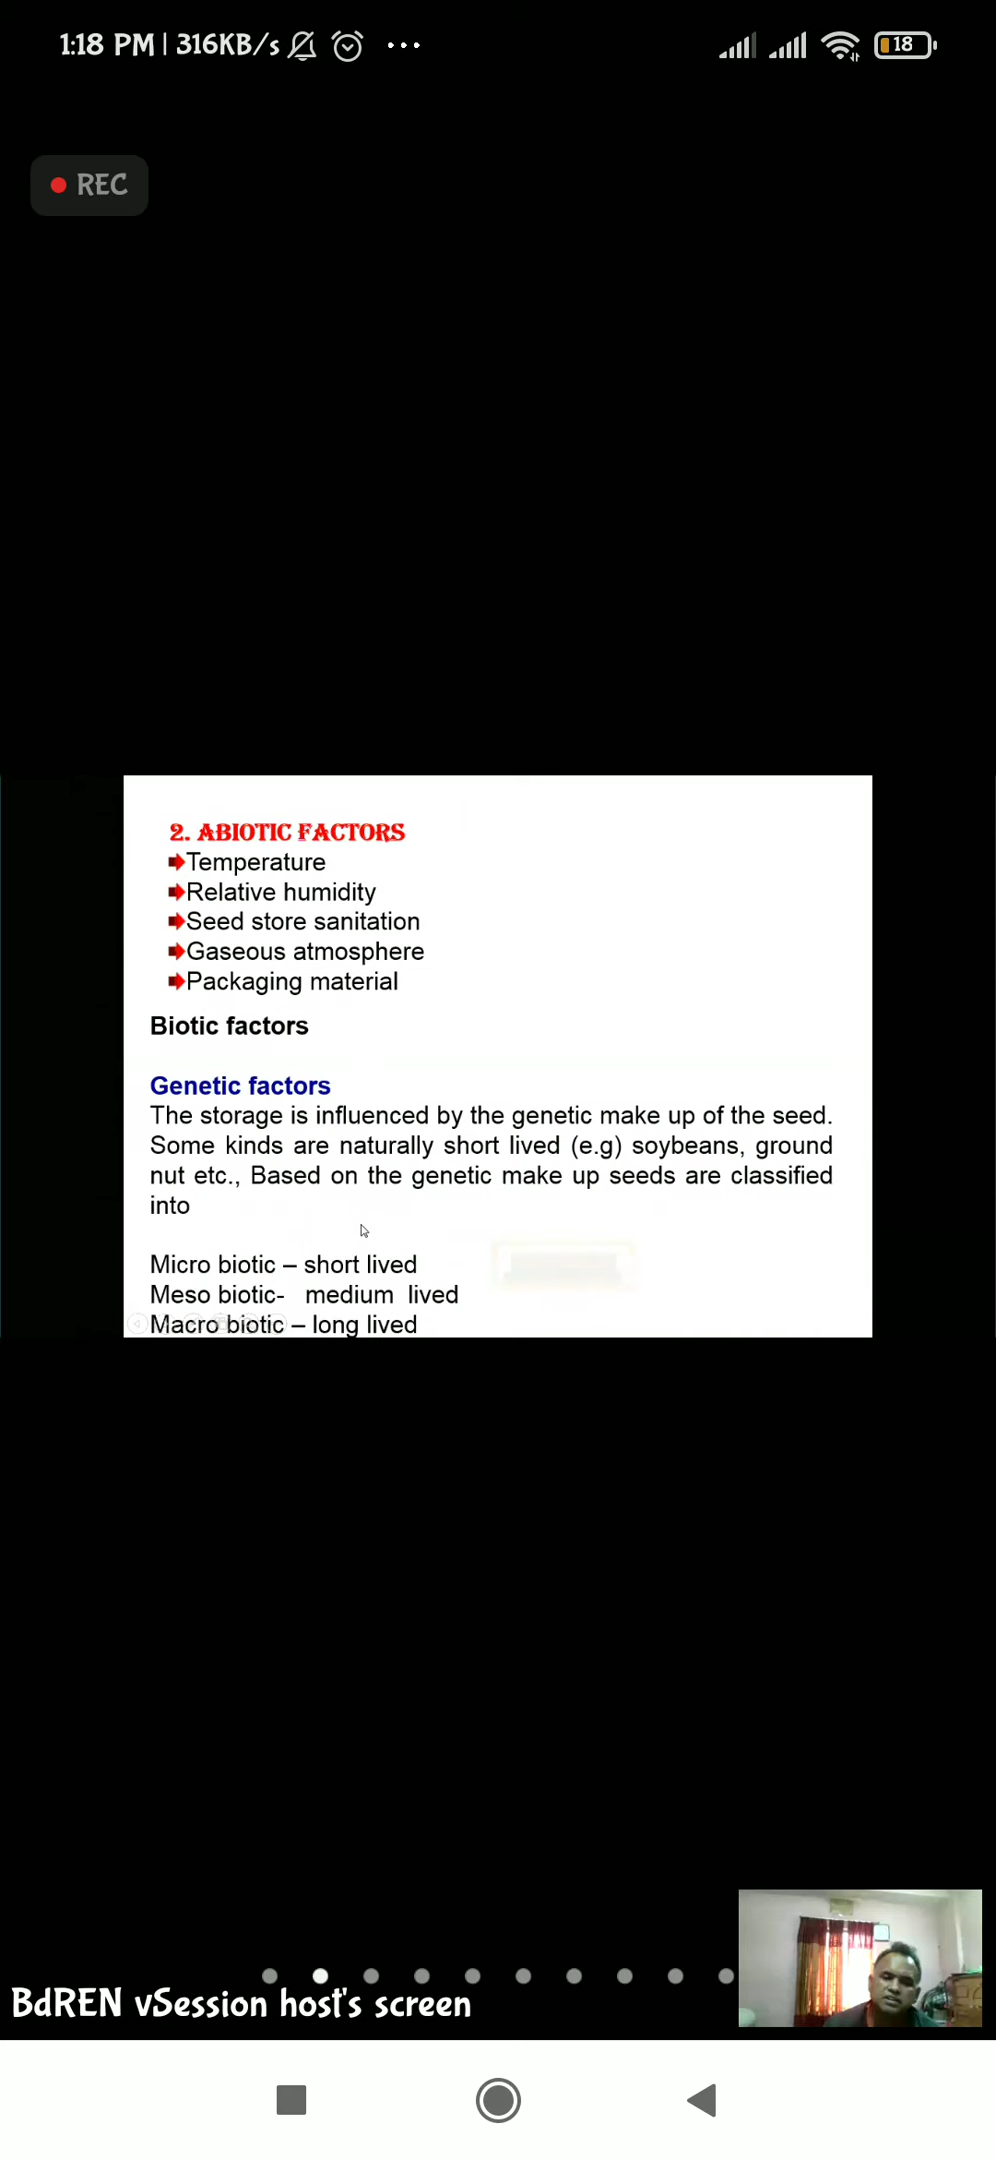 1:18 PM | 316KB/s ... 18
REC
2. ABIOTIC FACTORS
Temperature
Relative humidity
Seed store sanitation
Gaseous atmosphere
Packaging material
Biotic factors
Genetic factors
The storage is influenced by the genetic make up of the seed.
Some kinds are naturally short lived (e.g) soybeans, ground
nut etc., Based on the genetic make up seeds are classified
into
Micro biotic – short lived
Meso biotic- medium lived
Macro biotic – long lived
BdREN vSession host's screen